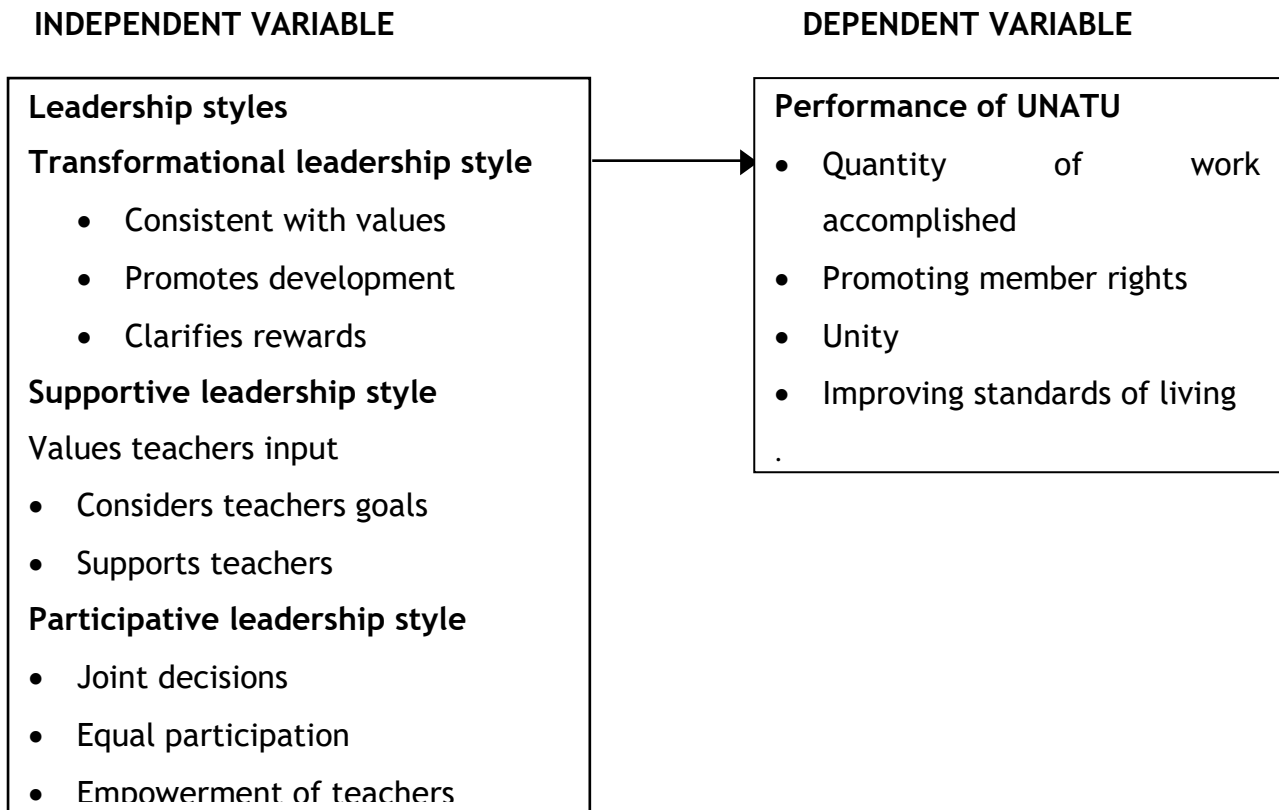 INDEPENDENT VARIABLE
DEPENDENT VARIABLE
Leadership styles
Transformational leadership style
• Consistent with values
• Promotes development
• Clarifies rewards
Supportive leadership style
Values teachers input
• Considers teachers goals
• Supports teachers
Participative leadership style
• Joint decisions
• Equal participation
• Empowerment of teachers
Performance of UNATU
• Quantity of work
accomplished
• Promoting member rights
• Unity
• Improving standards of living
.